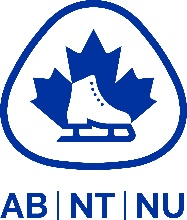 AB | NT | NU